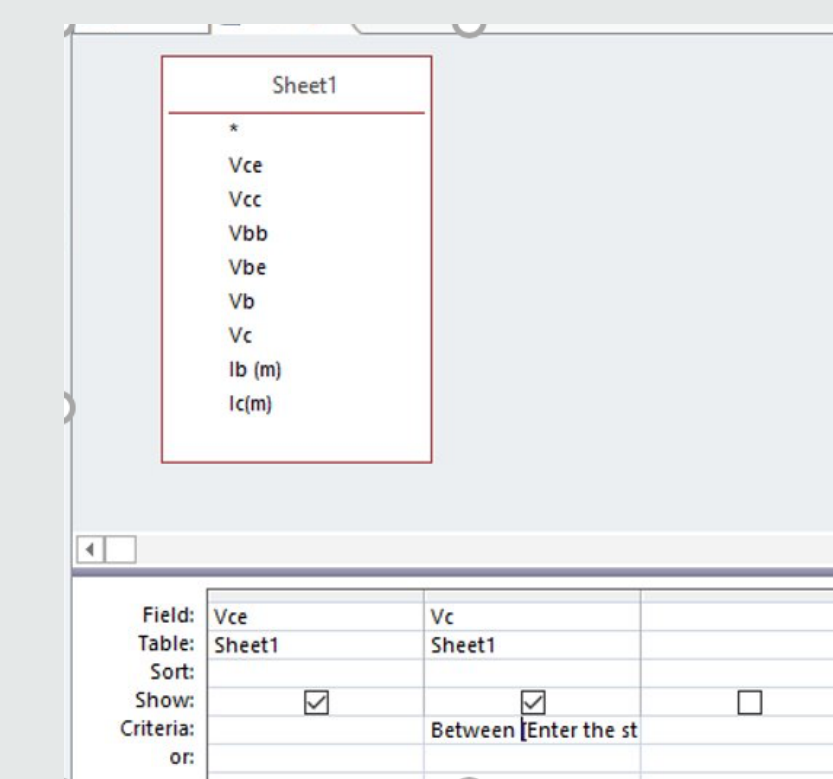 Sheet1
*
Vce
Vcc
Vbb
Vbe
Vb
Vc
Ib (m)
Ic(m)
Field: Vce Vc
Table: Sheet1 Sheet1
Sort:
Show:
Criteria: Between [Enter the st
or: